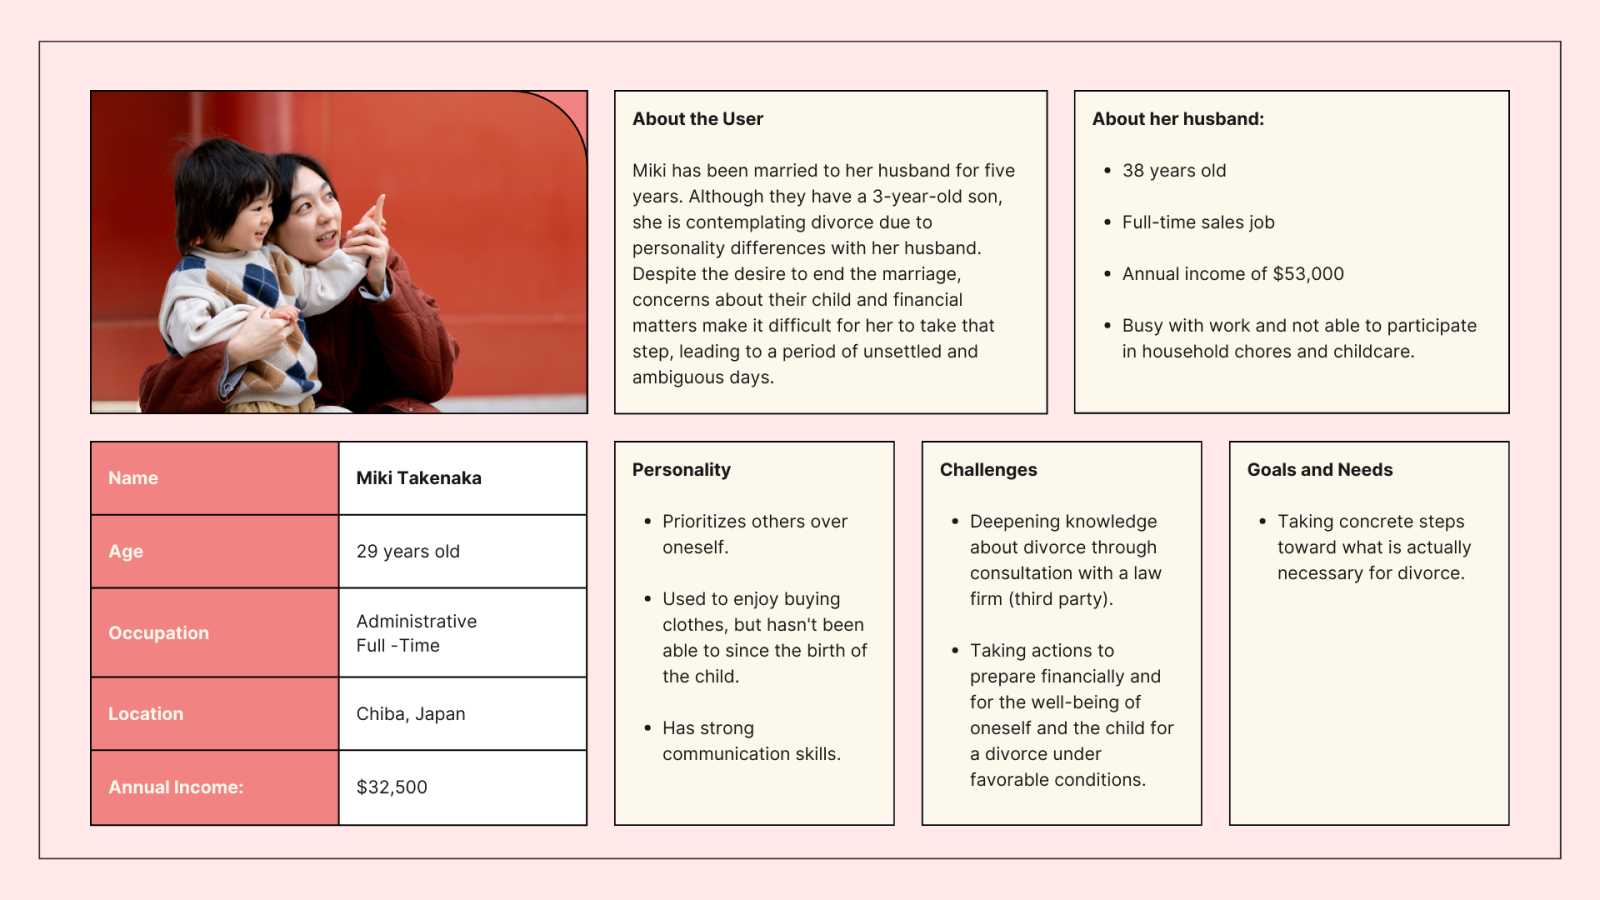 About the User
Miki has been married to her husband for five
years. Although they have a 3-year-old son,
she is contemplating divorce due to
personality differences with her husband.
Despite the desire to end the marriage,
concerns about their child and financial
matters make it difficult for her to take that
step, leading to a period of unsettled and
ambiguous days.
About her husband:
• 38 years old
• Full-time sales job
• Annual income of $53,000
• Busy with work and not able to participate
in household chores and childcare.
Name Miki Takenaka
Age 29 years old
Occupation Administrative
Full -Time
Location Chiba, Japan
Annual Income: $32,500
Personality
• Prioritizes others over
oneself.
• Used to enjoy buying
clothes, but hasn't been
able to since the birth of
the child.
• Has strong
communication skills.
Challenges
• Deepening knowledge
about divorce through
consultation with a law
firm (third party).
• Taking actions to
prepare financially and
for the well-being of
oneself and the child for
a divorce under
favorable conditions.
Goals and Needs
• Taking concrete steps
toward what is actually
necessary for divorce.